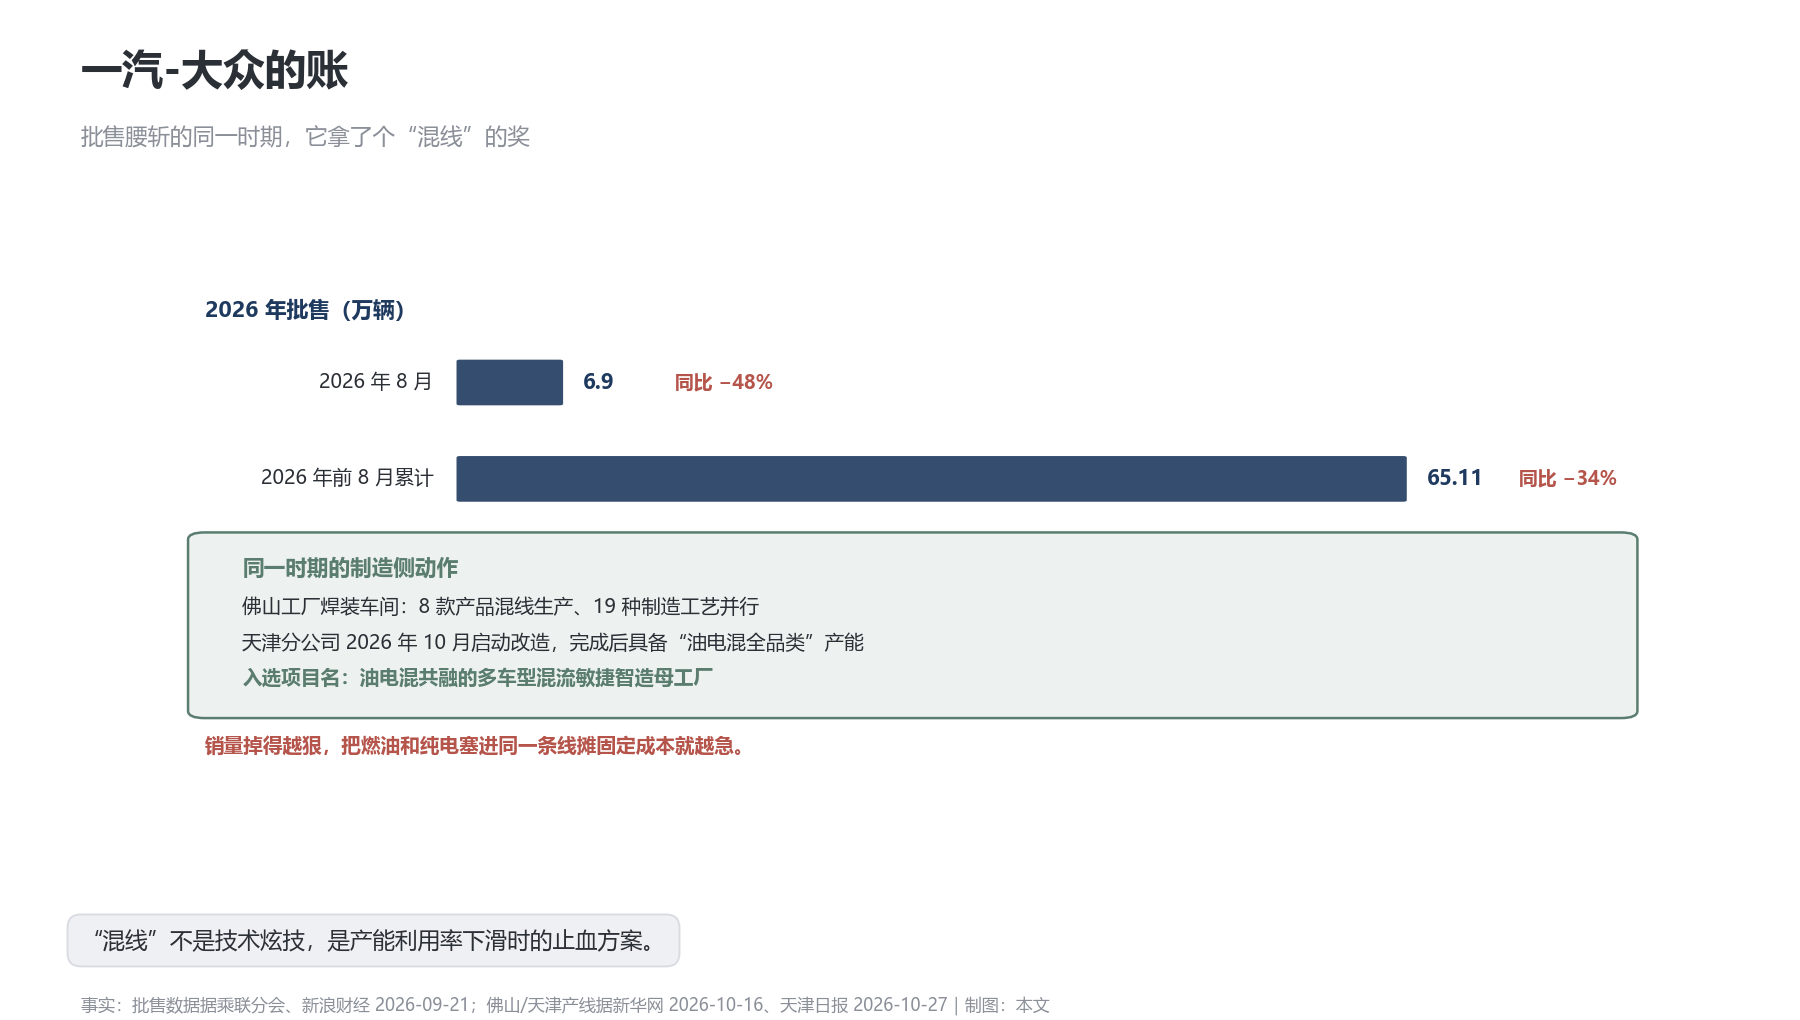 一汽-大众的账
批售腰斩的同一时期，它拿了个“混线”的奖
2026 年批售（万辆）
2026 年 8 月 6.9 同比 −48%
2026 年前 8 月累计 65.11 同比 −34%
同一时期的制造侧动作
佛山工厂焊装车间：8 款产品混线生产、19 种制造工艺并行
天津分公司 2026 年 10 月启动改造，完成后具备“油电混全品类”产能
入选项目名：油电混共融的多车型混流敏捷智造母工厂
销量掉得越狠，把燃油和纯电塞进同一条线摊固定成本就越急。
“混线”不是技术炫技，是产能利用率下滑时的止血方案。
事实：批售数据据乘联分会、新浪财经 2026-09-21；佛山/天津产线据新华网 2026-10-16、天津日报 2026-10-27 | 制图：本文